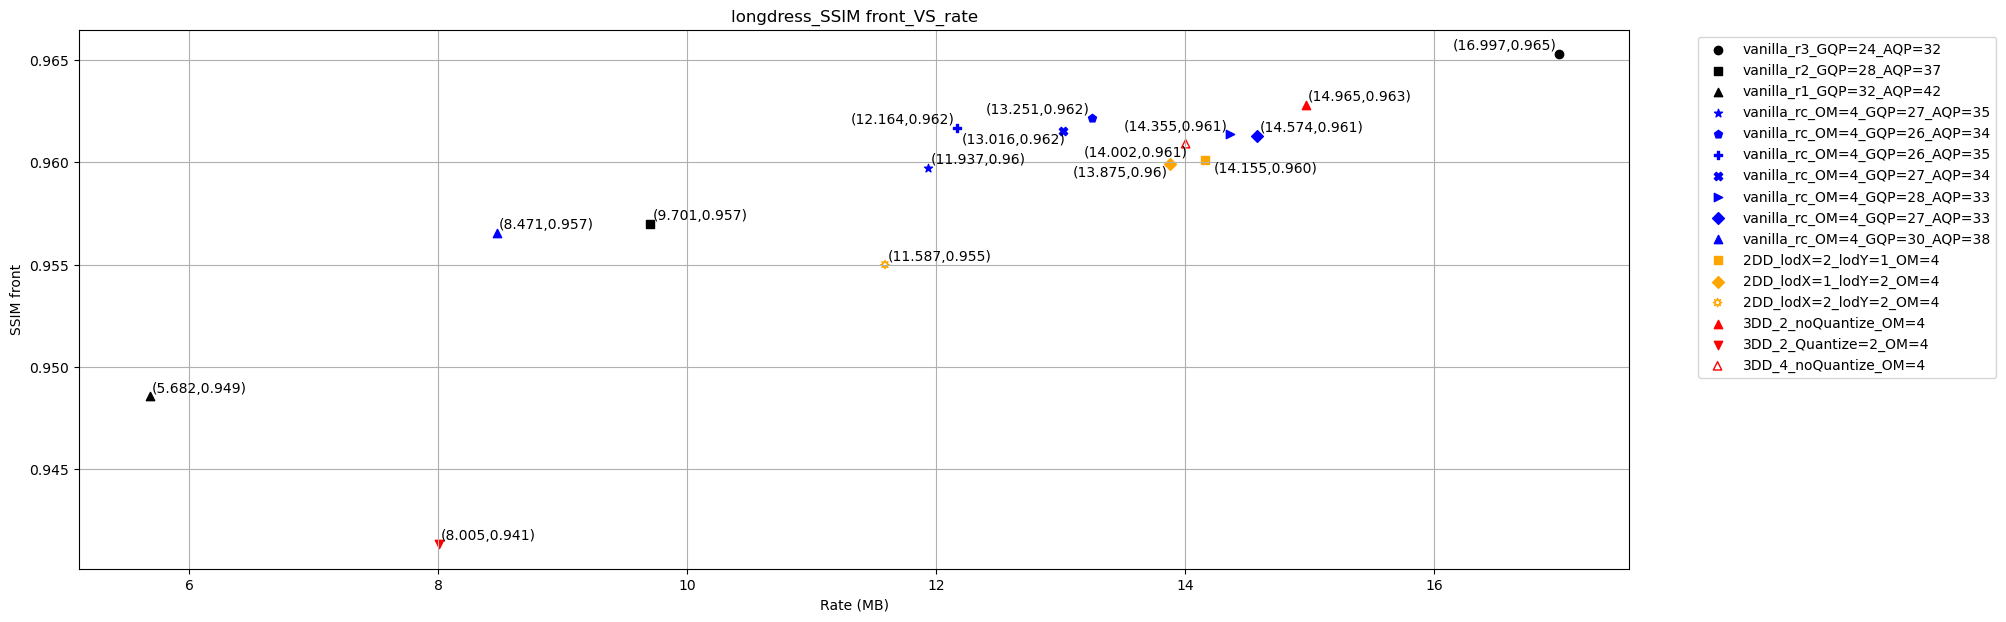 longdress_SSIM front_VS_rate
SSIM front
0.965
0.960
0.955
0.950
0.945
(16.997,0.965)
(14.965,0.963)
(13.251,0.962)
(12.164,0.962)
(14.355,0.961)
(14.574,0.961)
(13.016,0.962)
(14.002,0.961)
(11.937,0.96)
(14.155,0.960)
(13.875,0.96)
(9.701,0.957)
(8.471,0.957)
(11.587,0.955)
(5.682,0.949)
(8.005,0.941)
6
8
10
12
14
16
Rate (MB)
vanilla_r3_GQP=24_AQP=32
vanilla_r2_GQP=28_AQP=37
vanilla_r1_GQP=32_AQP=42
vanilla_rc_OM=4_GQP=27_AQP=35
vanilla_rc_OM=4_GQP=26_AQP=34
vanilla_rc_OM=4_GQP=26_AQP=35
vanilla_rc_OM=4_GQP=27_AQP=34
vanilla_rc_OM=4_GQP=28_AQP=33
vanilla_rc_OM=4_GQP=27_AQP=33
vanilla_rc_OM=4_GQP=30_AQP=38
2DD_lodX=2_lodY=1_OM=4
2DD_lodX=1_lodY=2_OM=4
2DD_lodX=2_lodY=2_OM=4
3DD_2_noQuantize_OM=4
3DD_2_Quantize=2_OM=4
3DD_4_noQuantize_OM=4